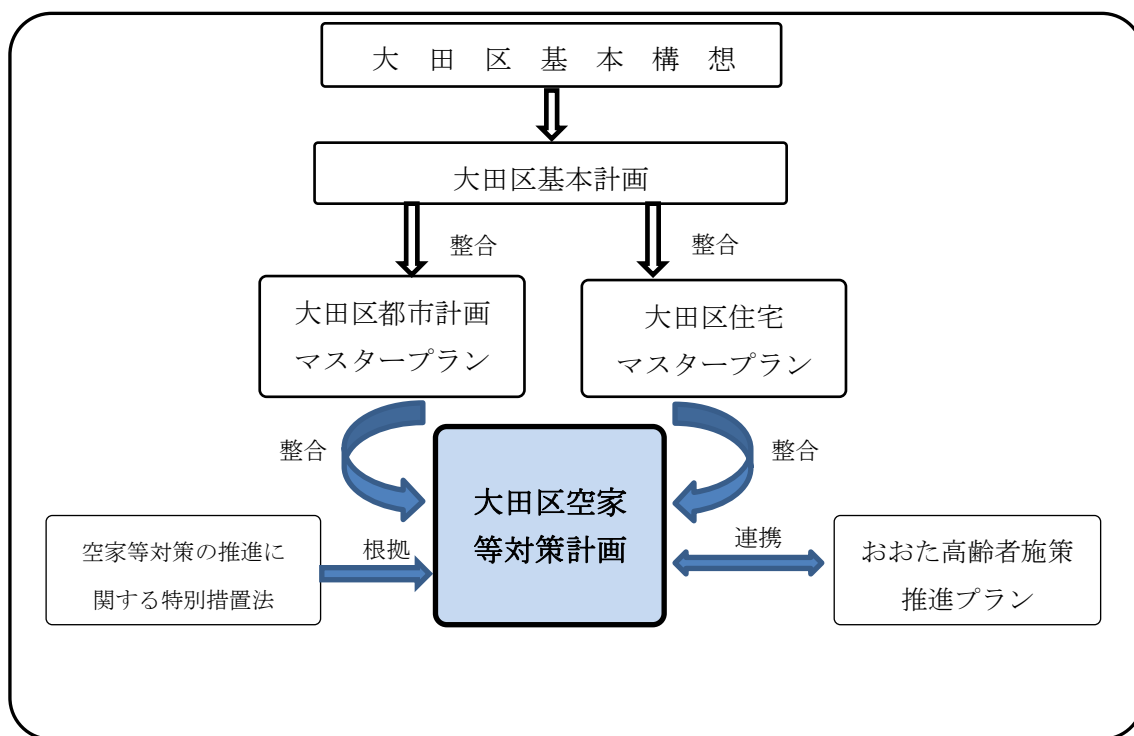 大田区基本構想
大田区基本計画
整合
整合
大田区都市計画
マスタープラン
大田区住宅
マスタープラン
整合
整合
大田区空家
等対策計画
空家等対策の推進に
関する特別措置法
根拠
連携
おおた高齢者施策
推進プラン